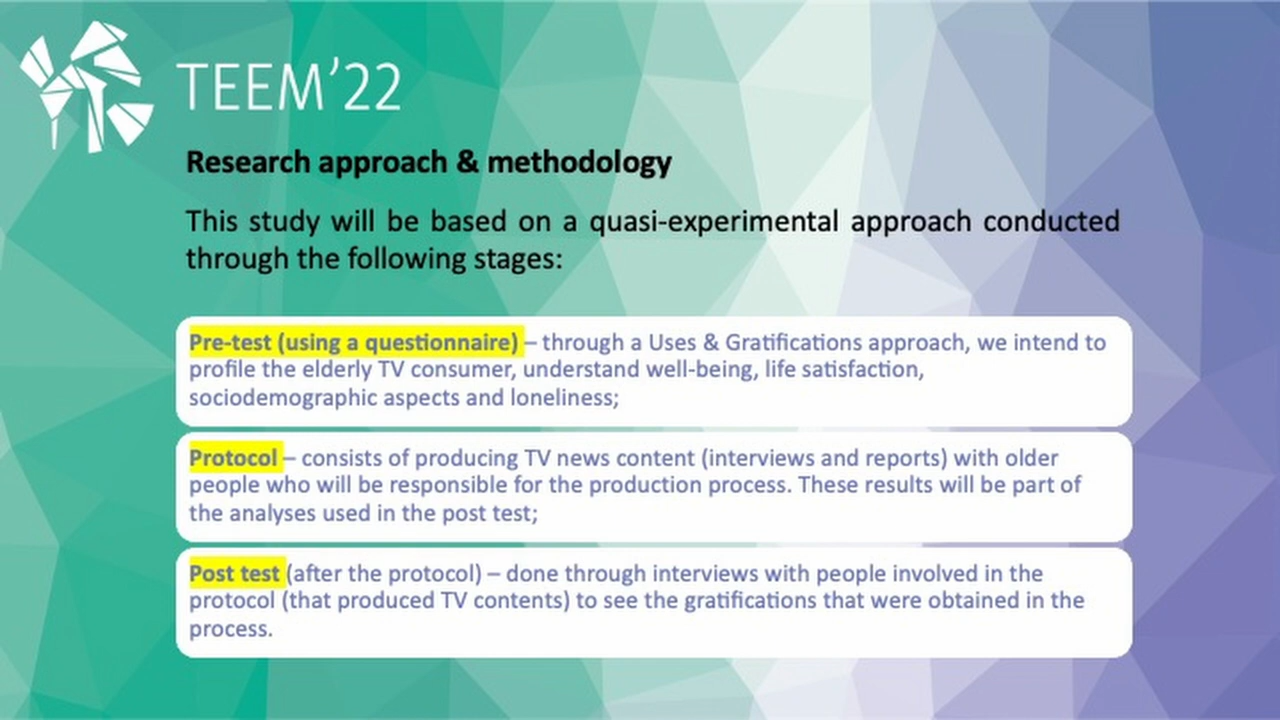 TEEM’22
Research approach & methodology
This study will be based on a quasi-experimental approach conducted
through the following stages:
Pre-test (using a questionnaire) – through a Uses & Gratifications approach, we intend to
profile the elderly TV consumer, understand well-being, life satisfaction,
sociodemographic aspects and loneliness;
Protocol – consists of producing TV news content (interviews and reports) with older
people who will be responsible for the production process. These results will be part of
the analyses used in the post test;
Post test (after the protocol) – done through interviews with people involved in the
protocol (that produced TV contents) to see the gratifications that were obtained in the
process.